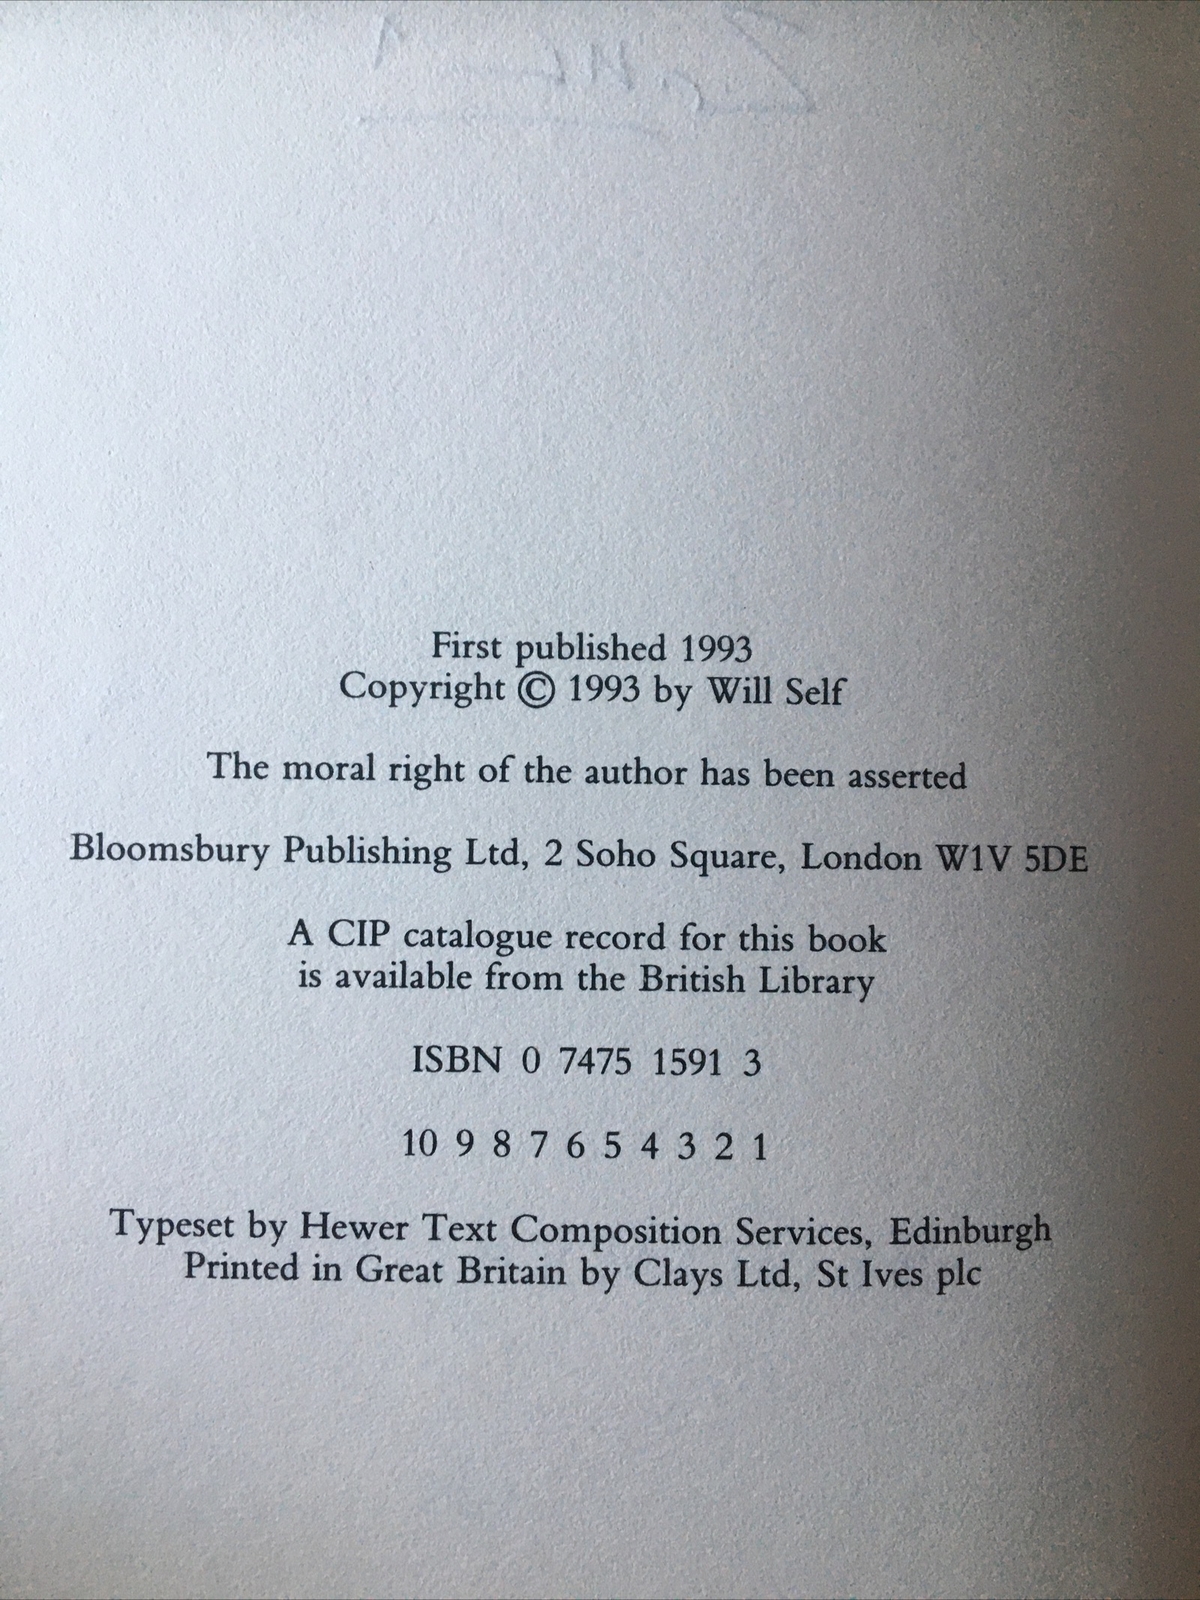 First published 1993
Copyright © 1993 by Will Self
The moral right of the author has been asserted
Bloomsbury Publishing Ltd, 2 Soho Square, London W1V 5DE
A CIP catalogue record for this book
is available from the British Library
ISBN 0 7475 1591 3
10 9 8 7 6 5 4 3 2 1
Typeset by Hewer Text Composition Services, Edinburgh
Printed in Great Britain by Clays Ltd, St Ives plc